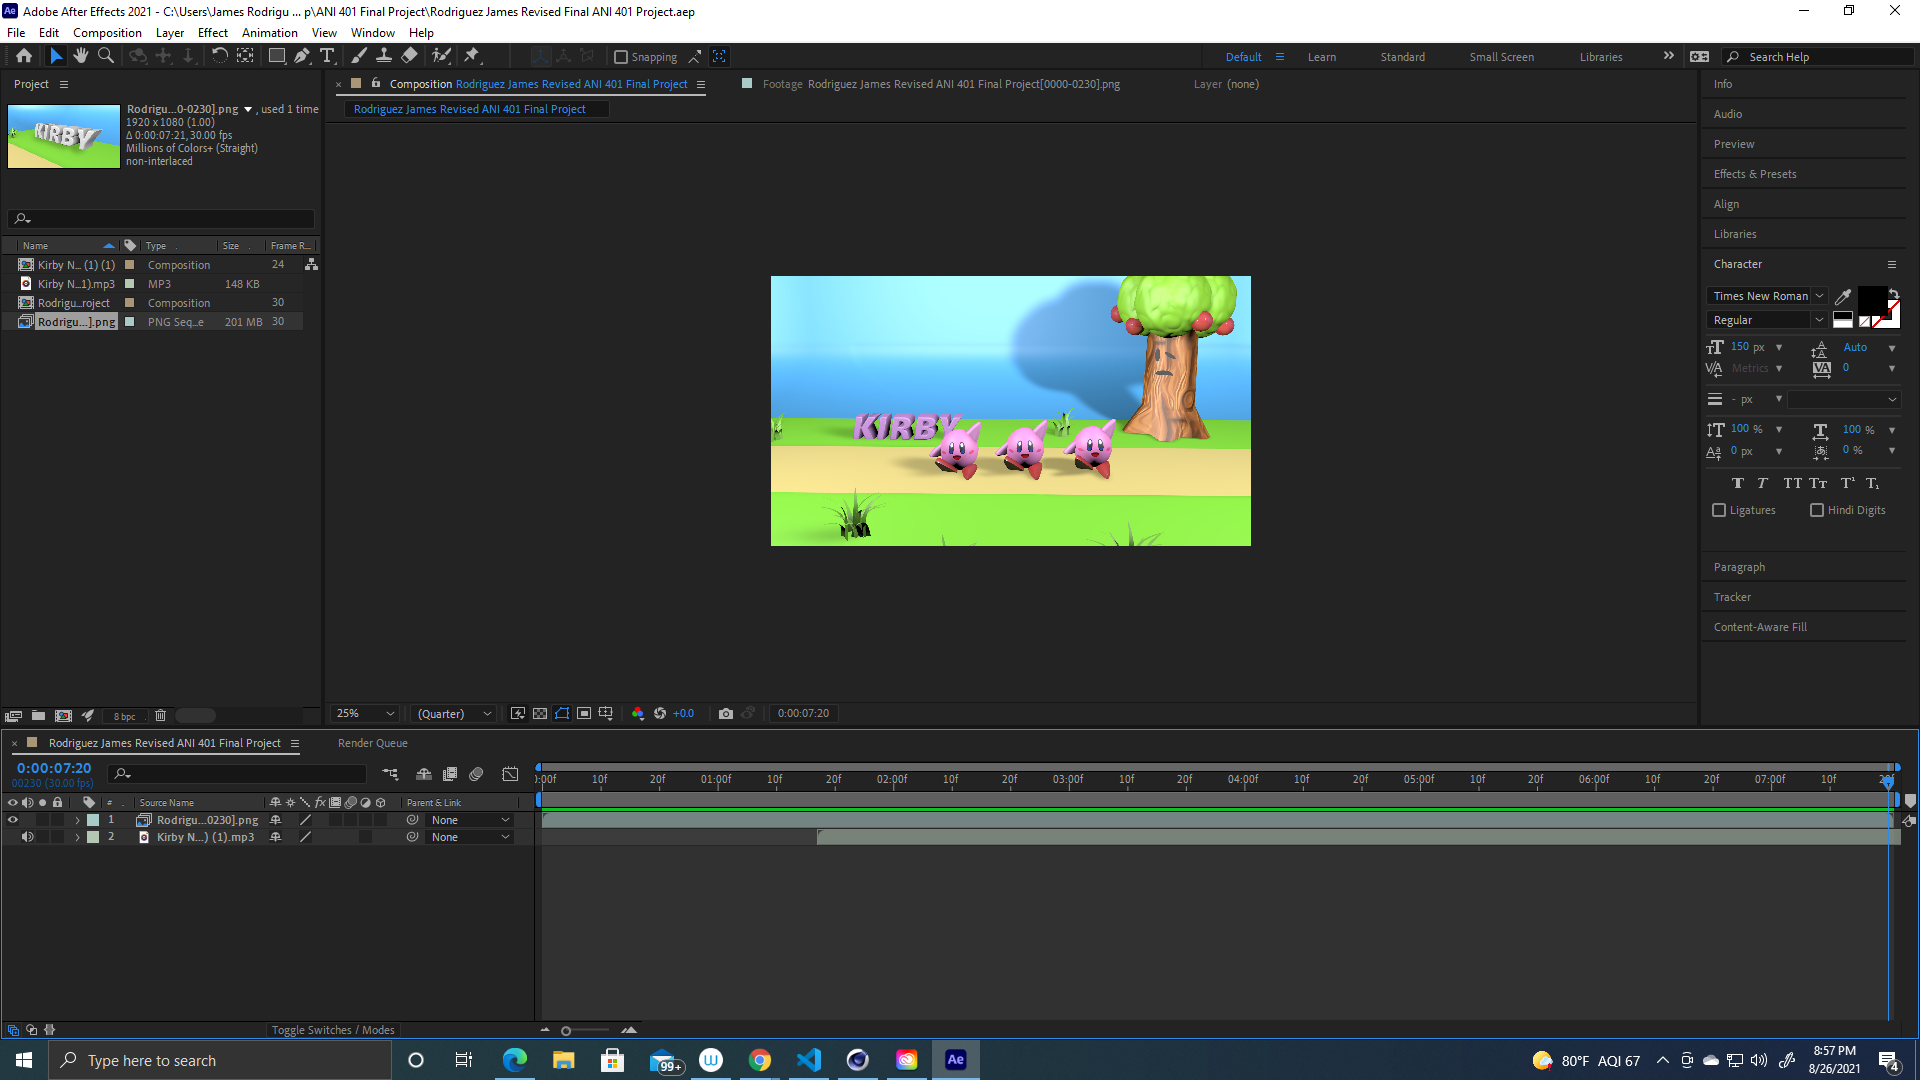 Ae Adobe After Effects 2021 - C:\Users\James Rodrigu ... p\ANI 401 Final Project\Rodriguez James Revised Final ANI 401 Project.aep
File Edit Composition Layer Effect Animation View Window Help
Snapping
Default Learn Standard Small Screen Libraries Search Help
Project
Composition Rodriguez James Revised ANI 401 Final Project
Footage Rodriguez James Revised ANI 401 Final Project[0000-0230].png
Layer (none)
Rodriguez James Revised ANI 401 Final Project
KIRBY
Rodrigu...0-0230].png , used 1 time
1920 x 1080 (1.00)
Δ 0:00:07:21, 30.00 fps
Millions of Colors+ (Straight)
non-interlaced
Name Type Size Frame R...
Kirby N... (1) (1) Composition 24
Kirby N...1).mp3 MP3 148 KB
Rodrigu...roject Composition 30
Rodrigu...].png PNG Seq...e 201 MB 30
8 bpc
KIRBY
25% (Quarter) +0.0 0:00:07:20
Info
Audio
Preview
Effects & Presets
Align
Libraries
Character
Times New Roman
Regular
150 px Auto
Metrics 0
- px
100 % 100 %
0 px 0 %
T T TT Tt T¹ T₁
Ligatures Hindi Digits
Paragraph
Tracker
Content-Aware Fill
Rodriguez James Revised ANI 401 Final Project Render Queue
0:00:07:20
00230 (30.00 fps)
):00f 10f 20f 01:00f 10f 20f 02:00f 10f 20f 03:00f 10f 20f 04:00f 10f 20f 05:00f 10f 20f 06:00f 10f 20f 07:00f 10f 20f
# Source Name fx Parent & Link
1 Rodrigu...0230].png None
2 Kirby N...) (1).mp3 None
Toggle Switches / Modes
Type here to search
99+
Ae
80°F AQI 67
8:57 PM
8/26/2021
4